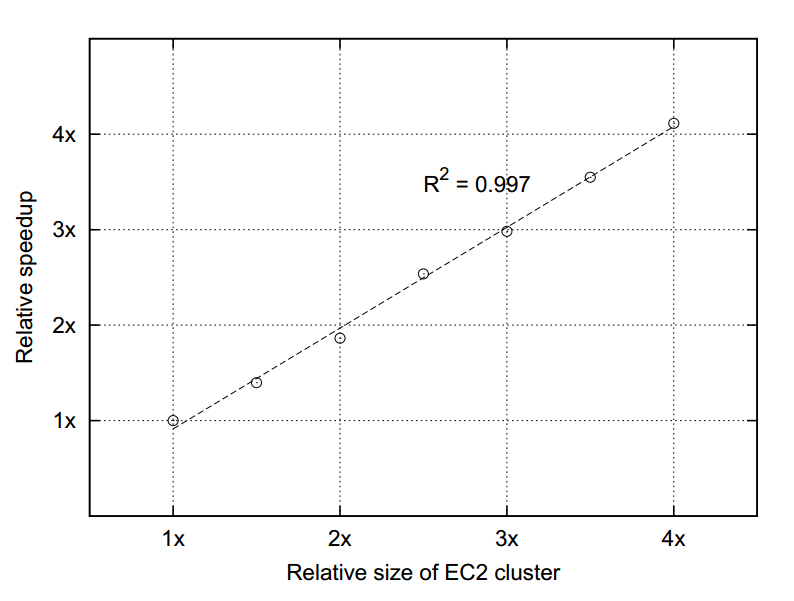 4x
3x
2x
1x
Relative speedup
R² = 0.997
1x 2x 3x 4x
Relative size of EC2 cluster